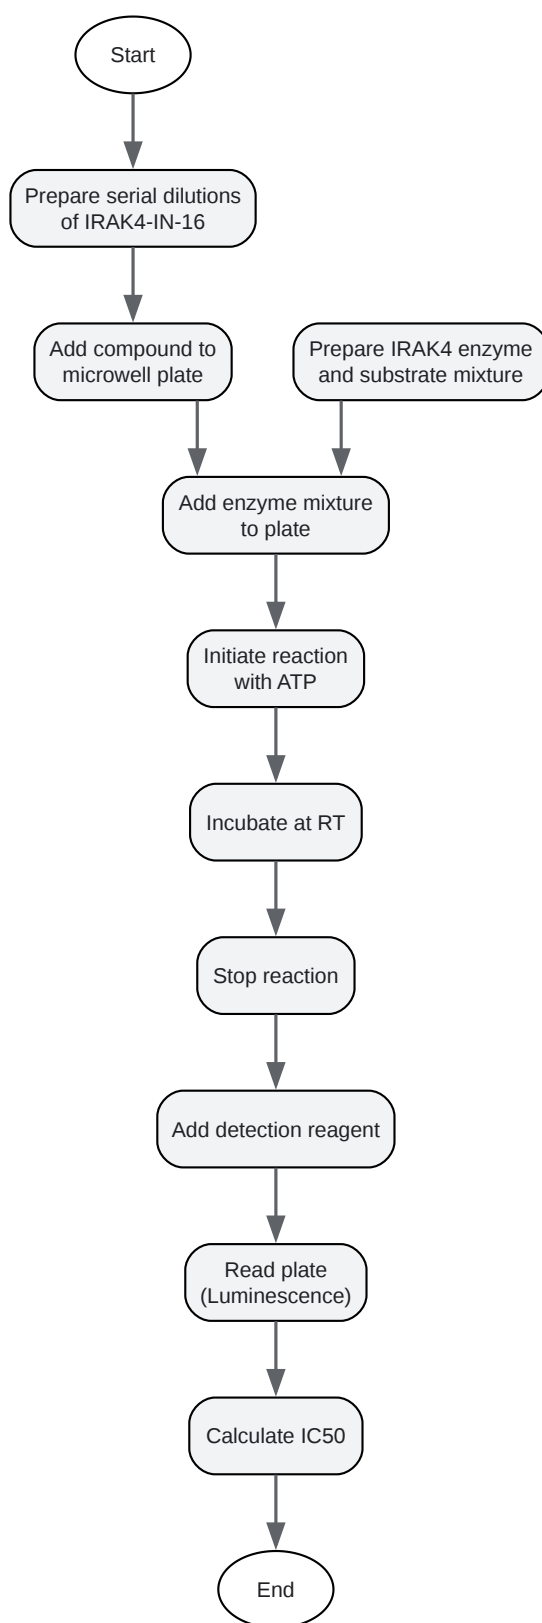 Start
Prepare serial dilutions
of IRAK4-IN-16
Add compound to
microwell plate
Prepare IRAK4 enzyme
and substrate mixture
Add enzyme mixture
to plate
Initiate reaction
with ATP
Incubate at RT
Stop reaction
Add detection reagent
Read plate
(Luminescence)
Calculate IC50
End